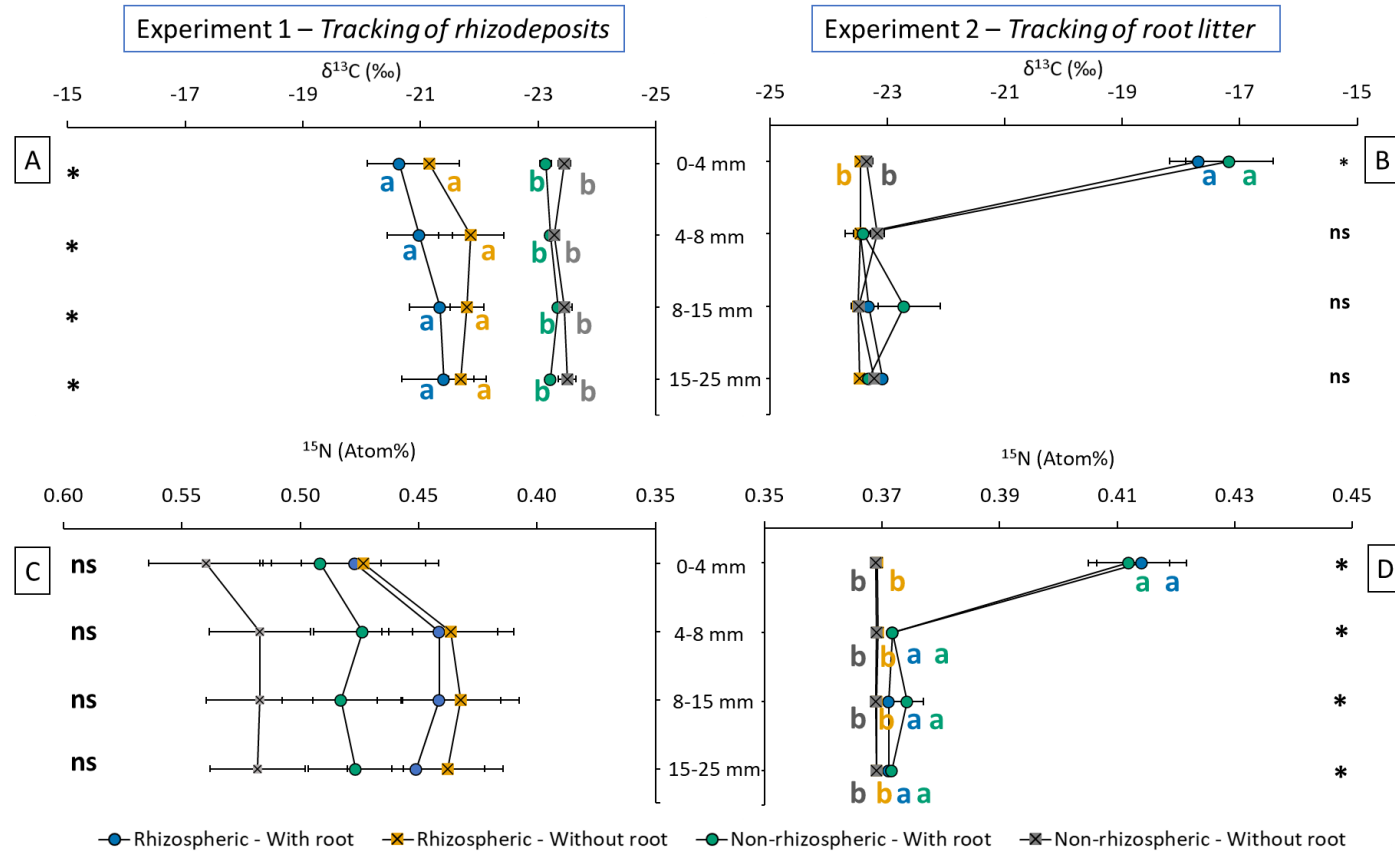 Experiment 1 – Tracking of rhizodeposits
Experiment 2 – Tracking of root litter
δ¹³C (‰)
-15 -17 -19 -21 -23 -25
A
0-4 mm
* a a b b
4-8 mm
* a a b b
8-15 mm
* a a b b
15-25 mm
* a a b b
δ¹³C (‰)
-25 -23 -21 -19 -17 -15
B
b b a a *
ns
ns
ns
¹⁵N (Atom%)
0.60 0.55 0.50 0.45 0.40 0.35
C
ns
0-4 mm
ns
4-8 mm
ns
8-15 mm
ns
15-25 mm
¹⁵N (Atom%)
0.35 0.37 0.39 0.41 0.43 0.45
D
b b a a *
b b a a *
b b a a *
b b a a *
Rhizospheric - With root Rhizospheric - Without root Non-rhizospheric - With root Non-rhizospheric - Without root